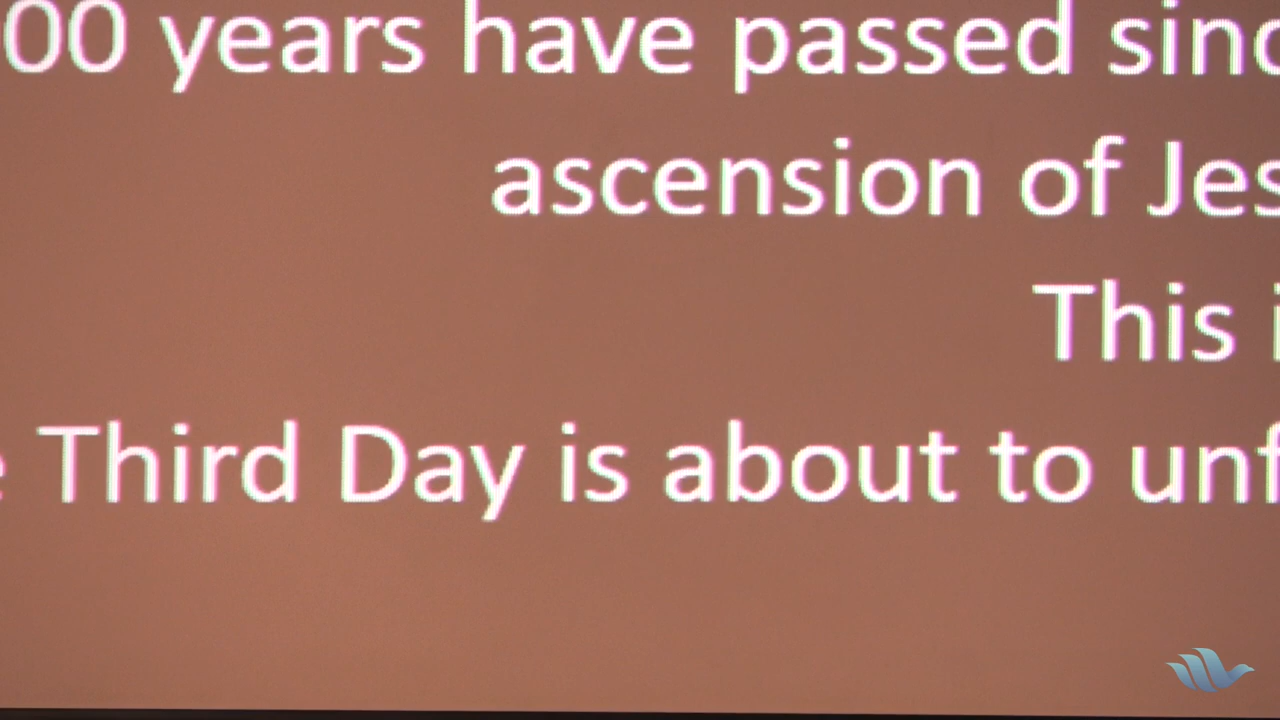 00 years have passed sinc
ascension of Jes
This i
Third Day is about to unf